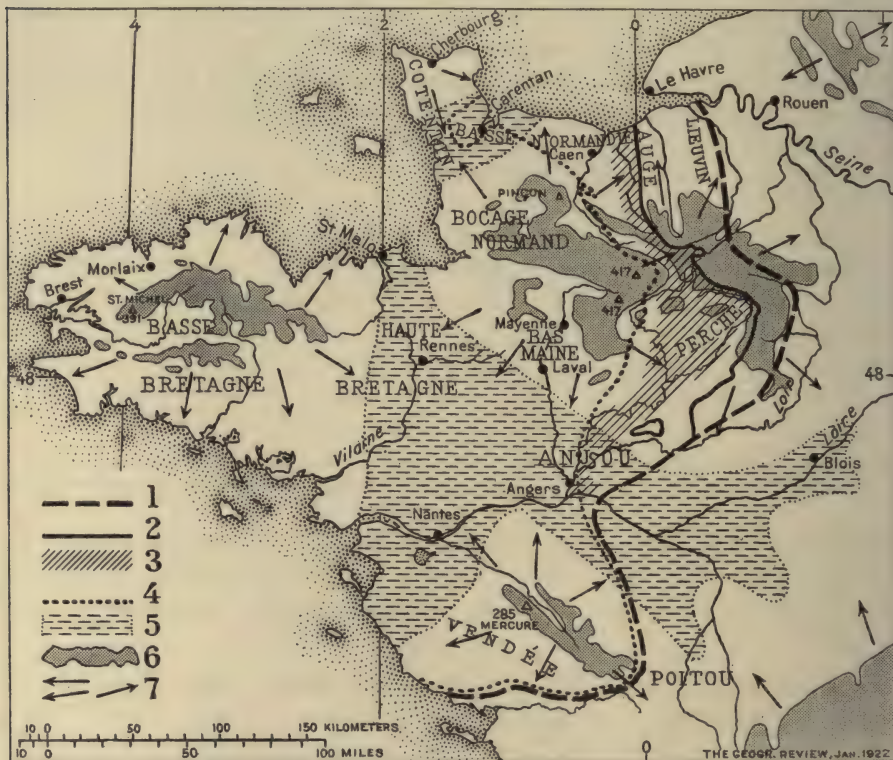 4
2
0
2
Cherbourg
COTENTIN
Carentan
Le Havre
Rouen
BASSE NORMANDIE
Caen
AUGE
LIEUVIN
Seine
PINÇON
BOCAGE
NORMAND
St Malo
Morlaix
Brest
ST. MICHEL
391
BASSE
BRETAGNE
HAUTE
Rennes
BRETAGNE
417
417
Mayenne
BAS
MAINE
Laval
PERCHE
48
48
Loir
Loire
Blois
Vilaine
ANJOU
Angers
Nantes
285
MERCURE
VENDÉE
POITOU
1
2
3
4
5
6
7
10 0 50 100 150 KILOMETERS
10 0 50 100 MILES
0
THE GEOGR. REVIEW, JAN. 1922